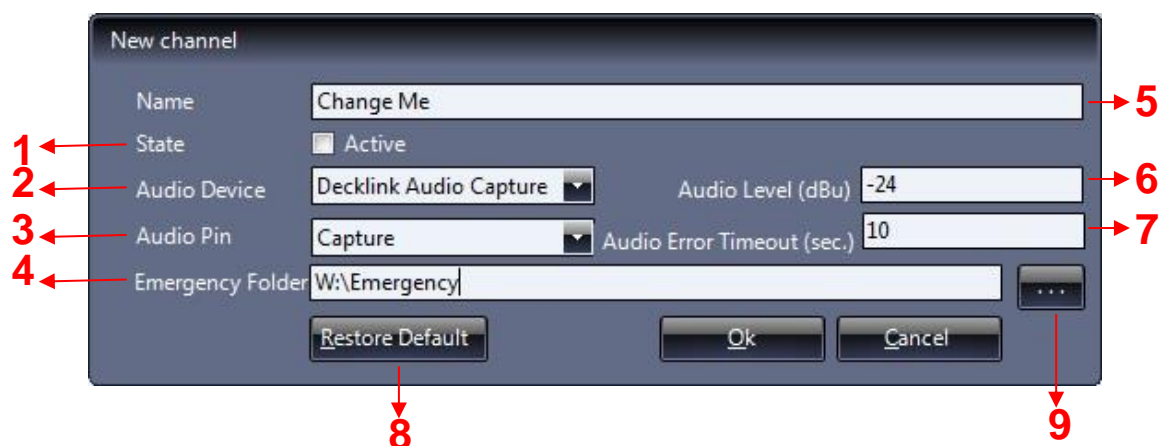 New channel
Name Change Me 5
1 State Active
2 Audio Device Decklink Audio Capture Audio Level (dBu) -24 6
3 Audio Pin Capture Audio Error Timeout (sec.) 10 7
4 Emergency Folder W:\Emergency ...
Restore Default Ok Cancel
8 9